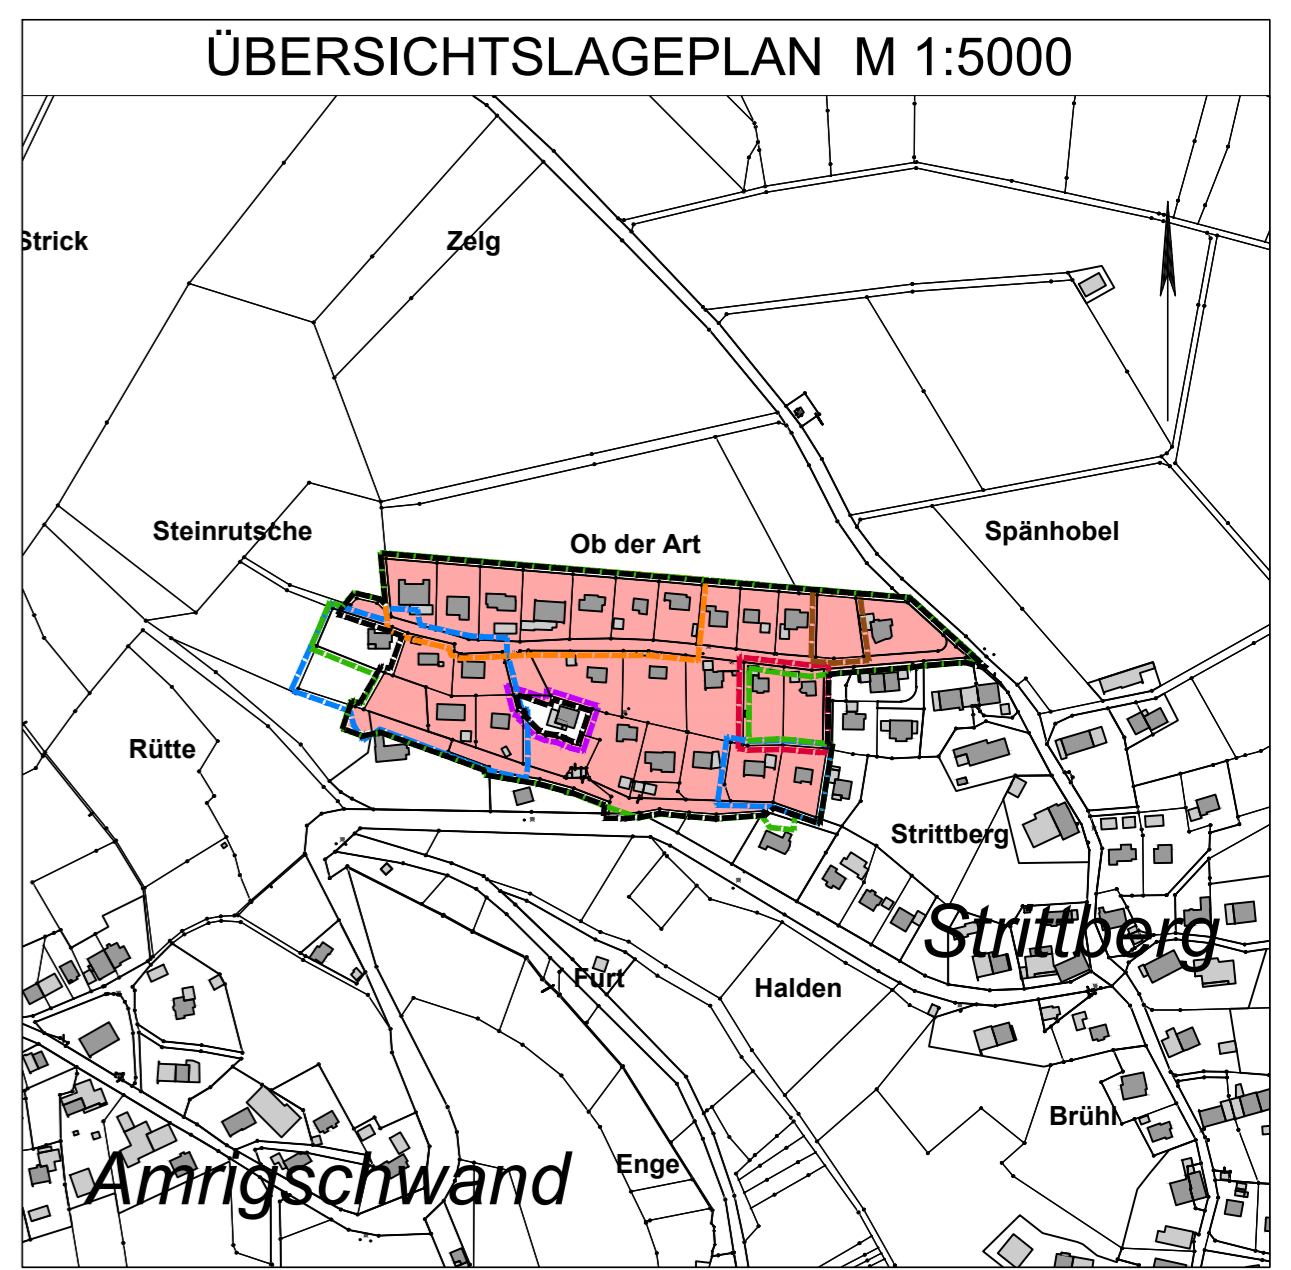 ÜBERSICHTSLAGEPLAN M 1:5000
Strick
Zelg
Steinrutsche
Ob der Art
Spänhobel
Rütte
Strittberg
Strittberg
Furt
Halden
Brühl
Enge
Amrigschwand